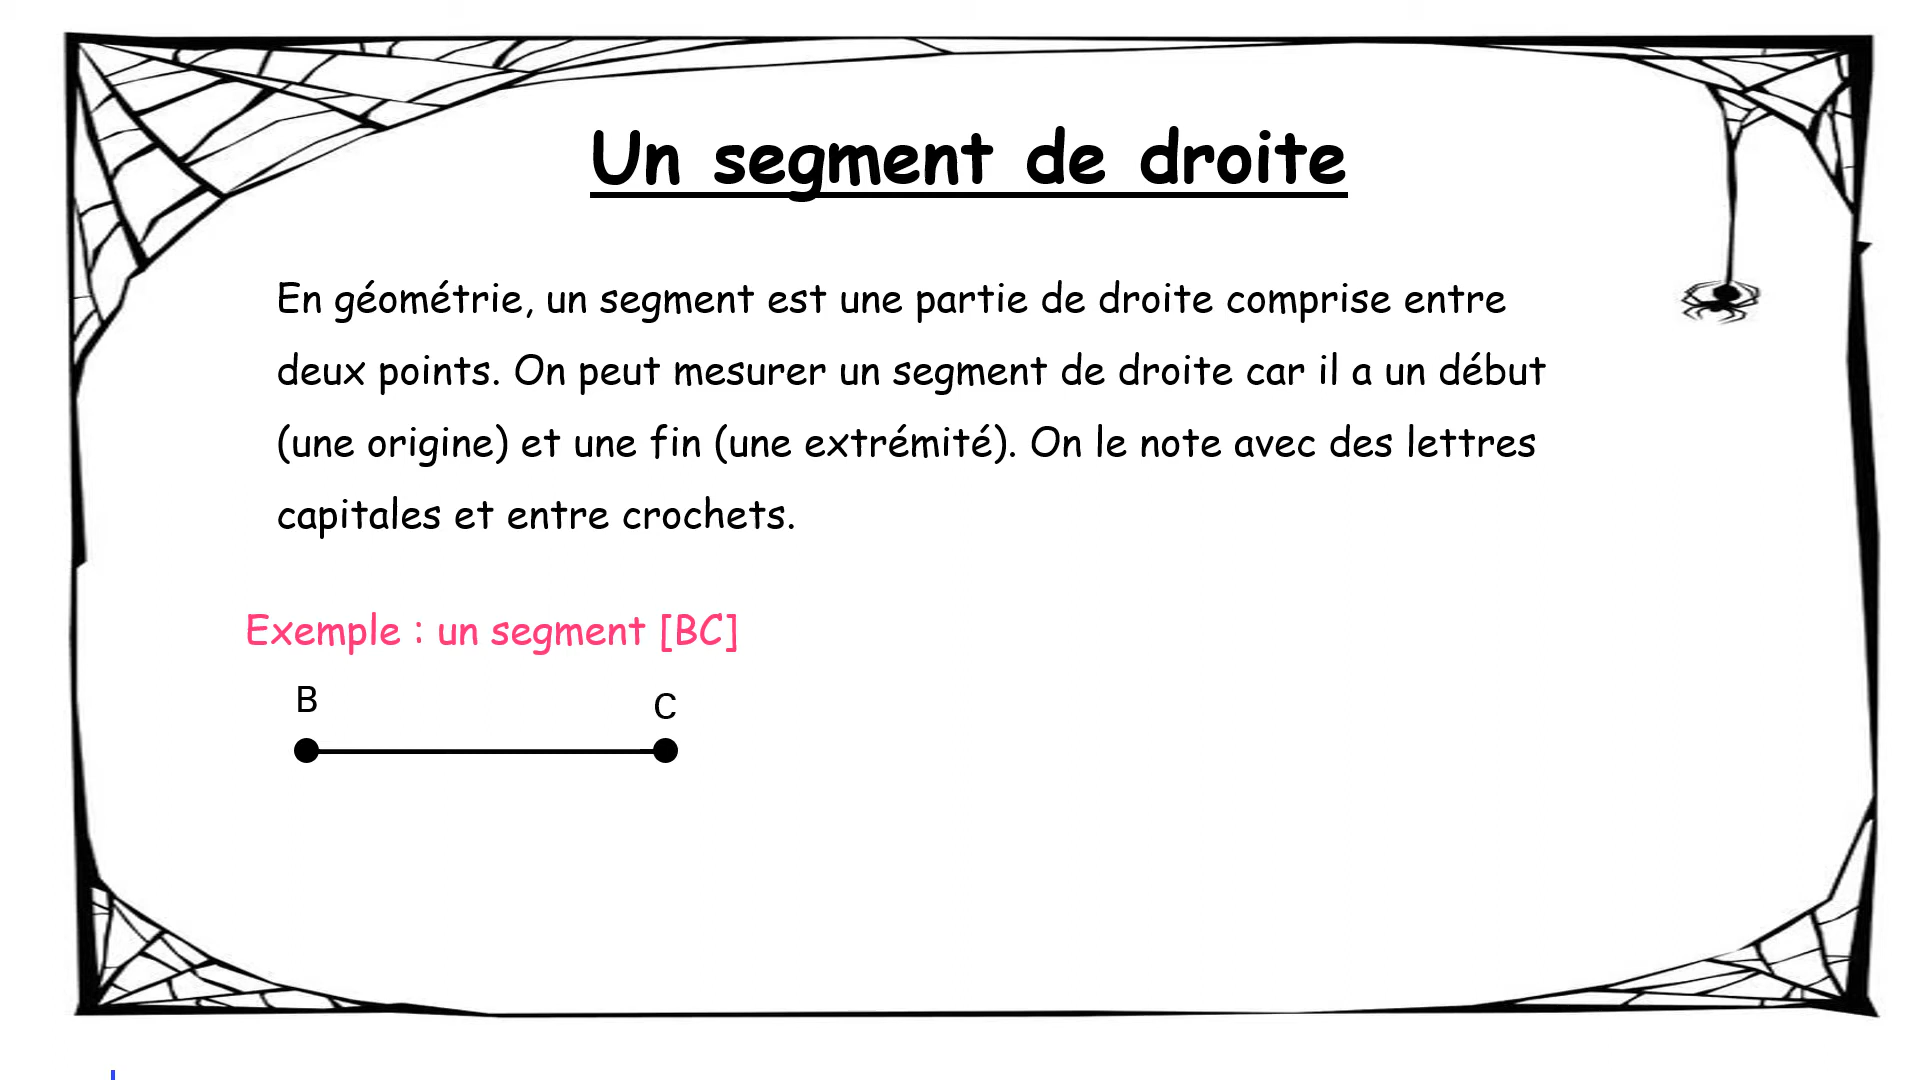 Un segment de droite
En géométrie, un segment est une partie de droite comprise entre
deux points. On peut mesurer un segment de droite car il a un début
(une origine) et une fin (une extrémité). On le note avec des lettres
capitales et entre crochets.
Exemple : un segment [BC]
B C